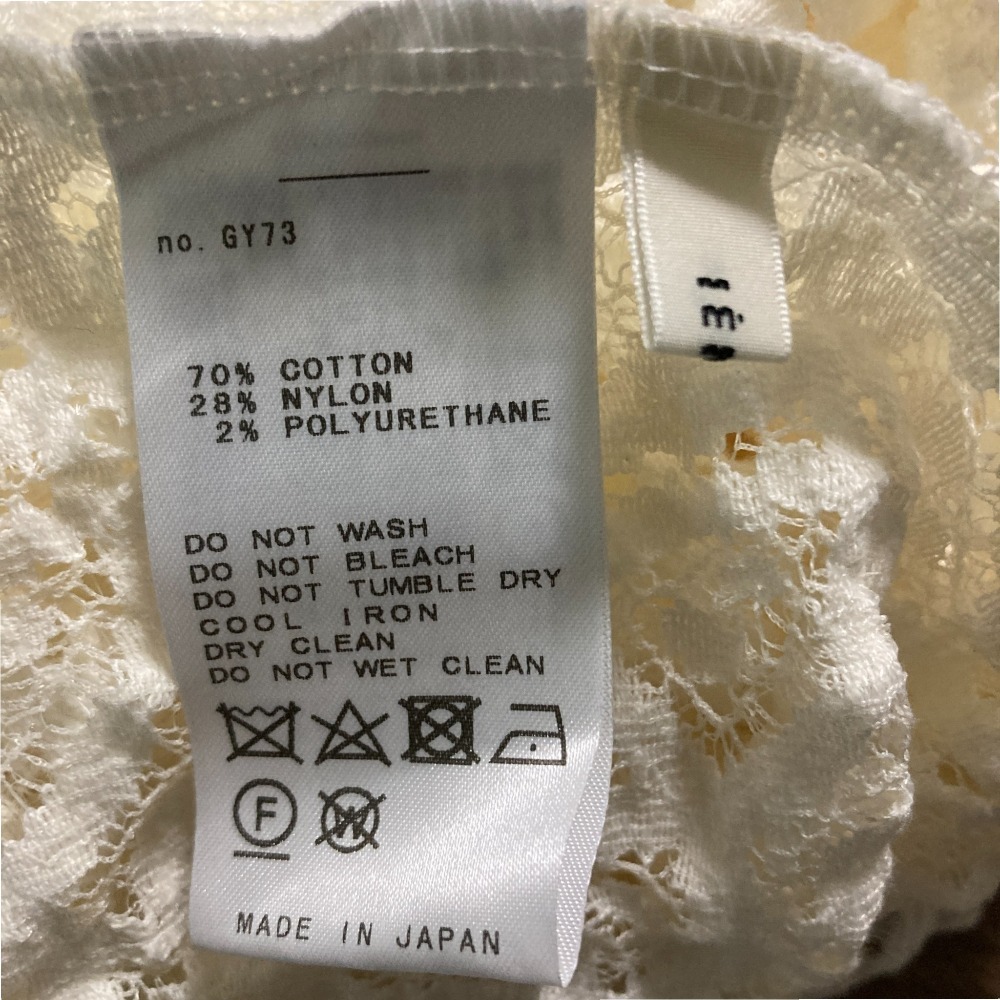 no. GY73
70% COTTON
28% NYLON
2% POLYURETHANE
DO NOT WASH
DO NOT BLEACH
DO NOT TUMBLE DRY
COOL IRON
DRY CLEAN
DO NOT WET CLEAN
F
W
MADE IN JAPAN